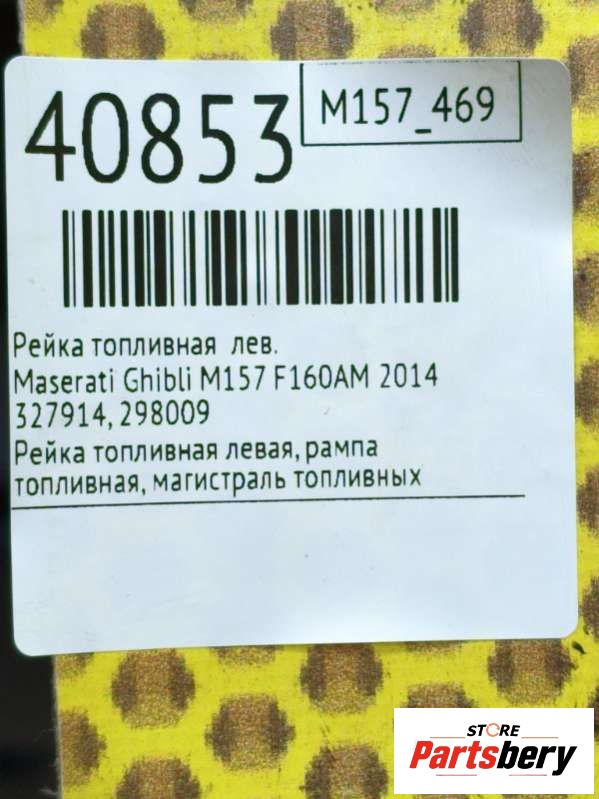 40853
M157_469
Рейка топливная лев.
Maserati Ghibli M157 F160AM 2014
327914, 298009
Рейка топливная левая, рампа
топливная, магистраль топливных
STORE
Partsbery